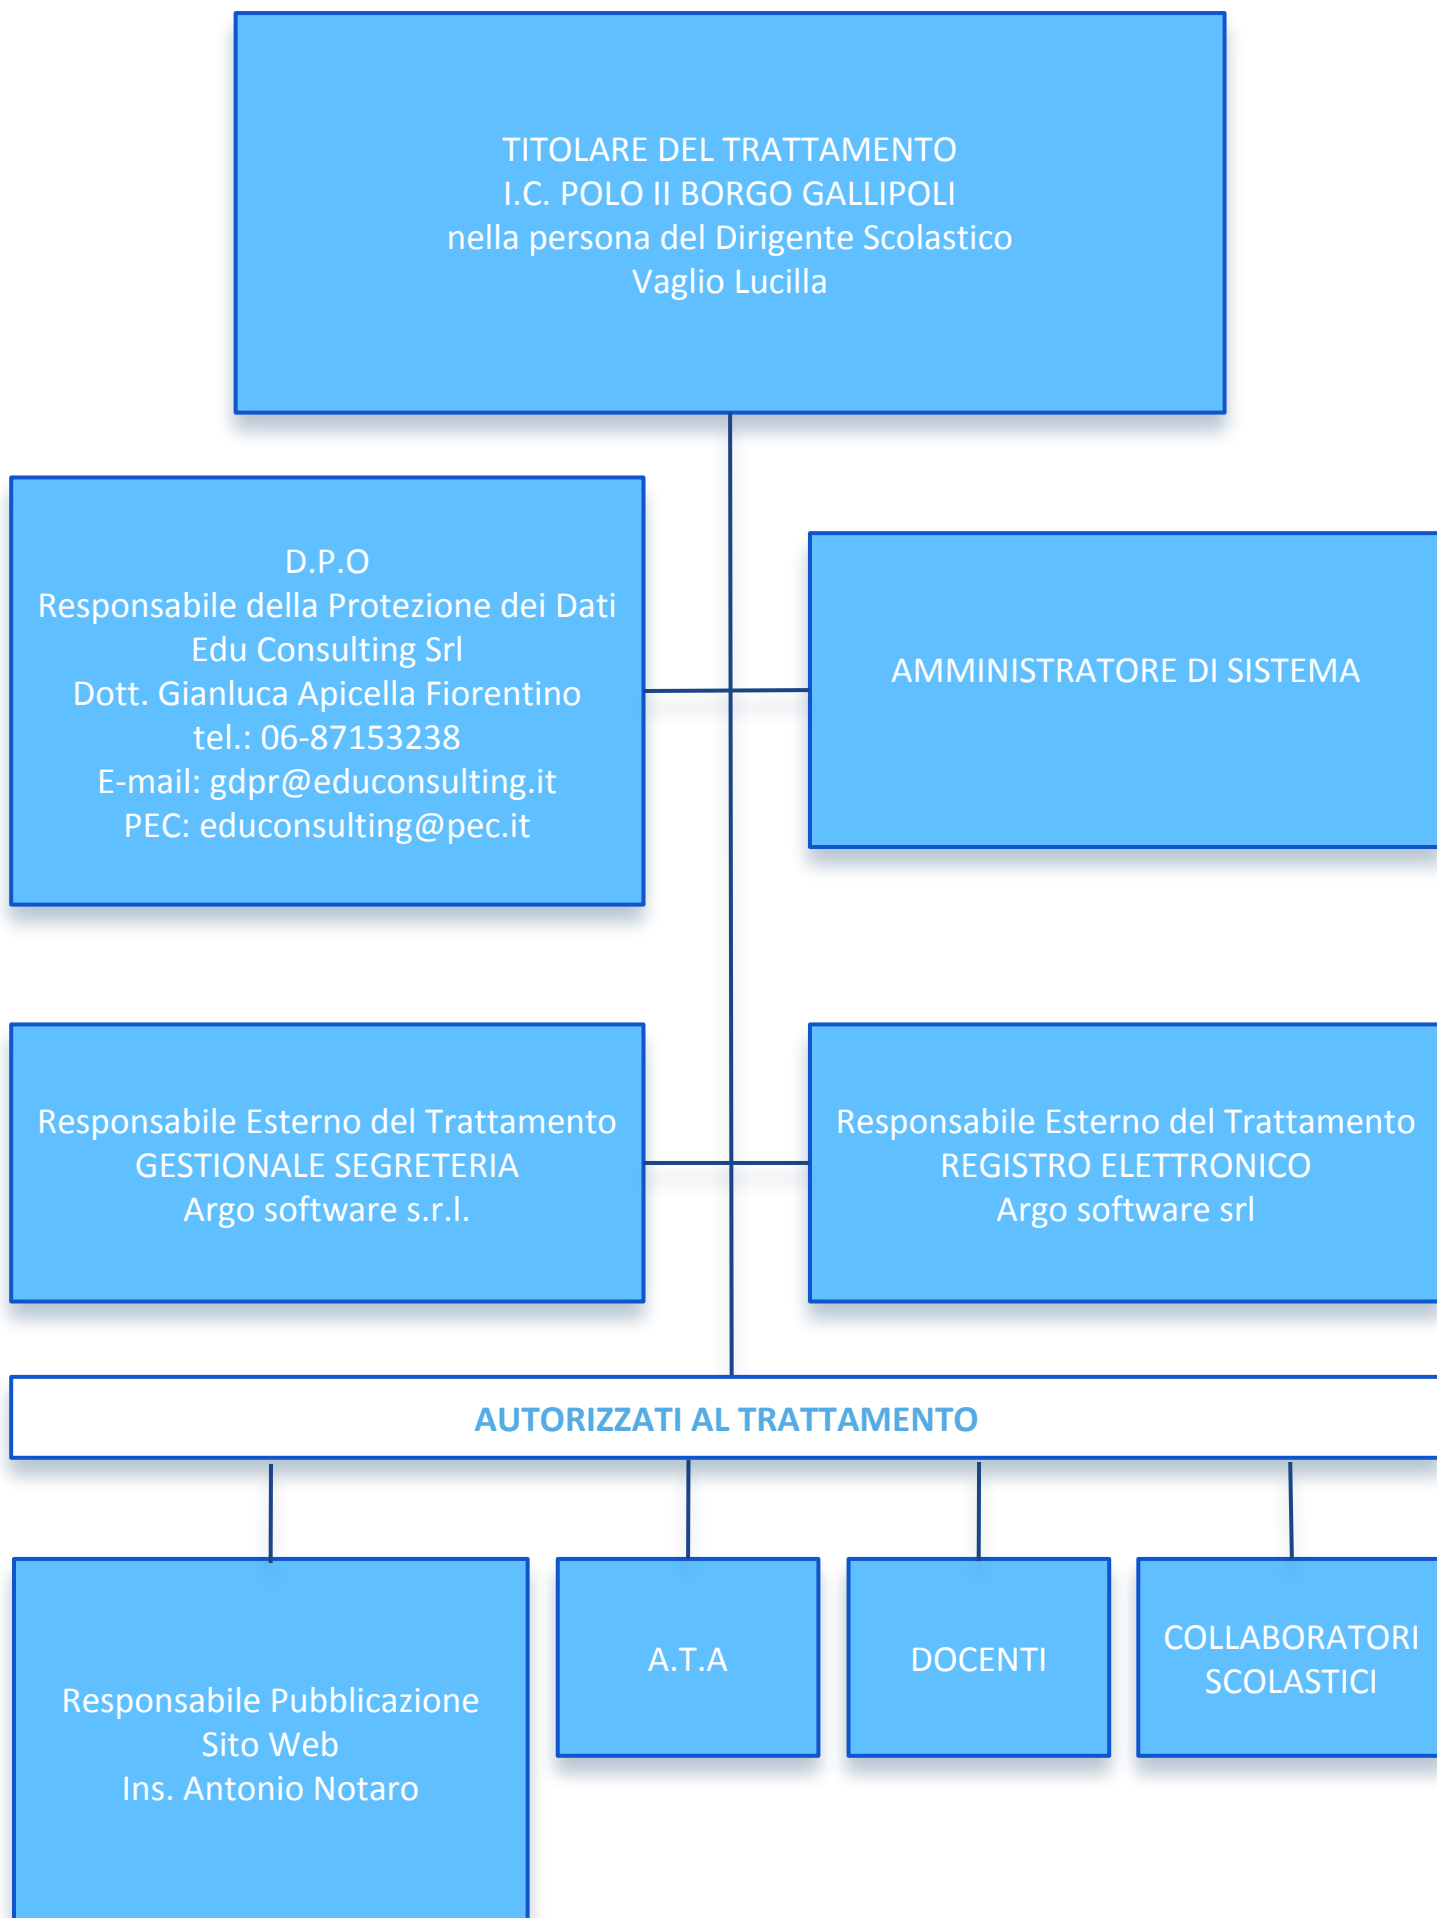 TITOLARE DEL TRATTAMENTO
I.C. POLO II BORGO GALLIPOLI
nella persona del Dirigente Scolastico
Vaglio Lucilla
D.P.O
Responsabile della Protezione dei Dati
Edu Consulting Srl
Dott. Gianluca Apicella Fiorentino
tel.: 06-87153238
E-mail: gdpr@educonsulting.it
PEC: educonsulting@pec.it
AMMINISTRATORE DI SISTEMA
Responsabile Esterno del Trattamento
GESTIONALE SEGRETERIA
Argo software s.r.l.
Responsabile Esterno del Trattamento
REGISTRO ELETTRONICO
Argo software srl
AUTORIZZATI AL TRATTAMENTO
Responsabile Pubblicazione
Sito Web
Ins. Antonio Notaro
A.T.A
DOCENTI
COLLABORATORI
SCOLASTICI